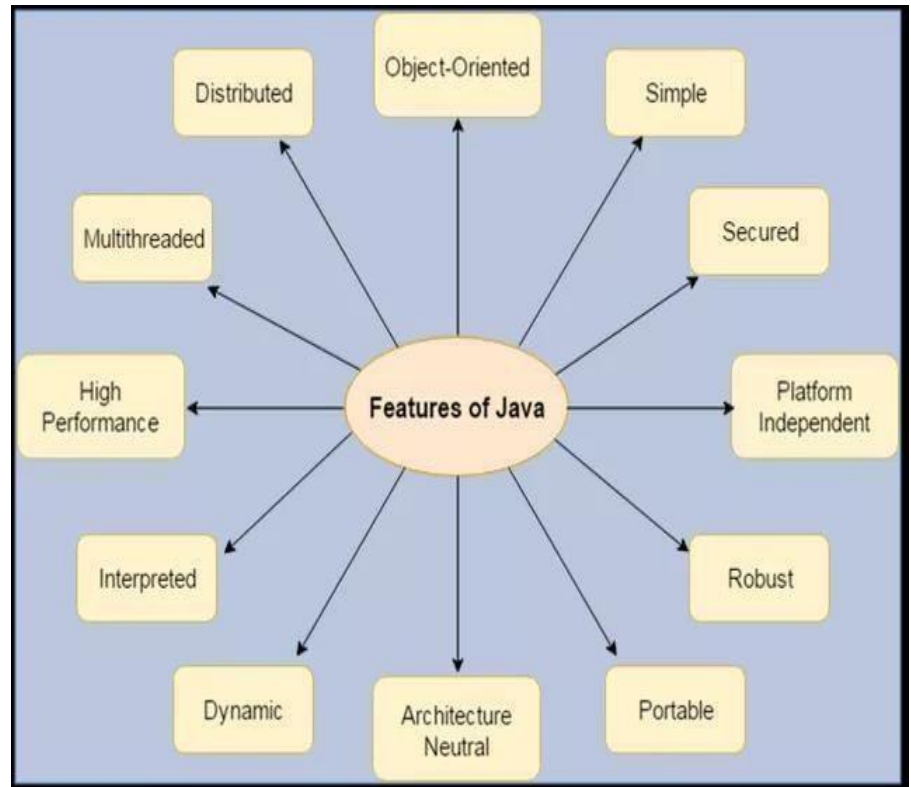 Object-Oriented
Distributed
Simple
Multithreaded
Secured
High
Performance
Features of Java
Platform
Independent
Interpreted
Robust
Dynamic
Architecture
Neutral
Portable